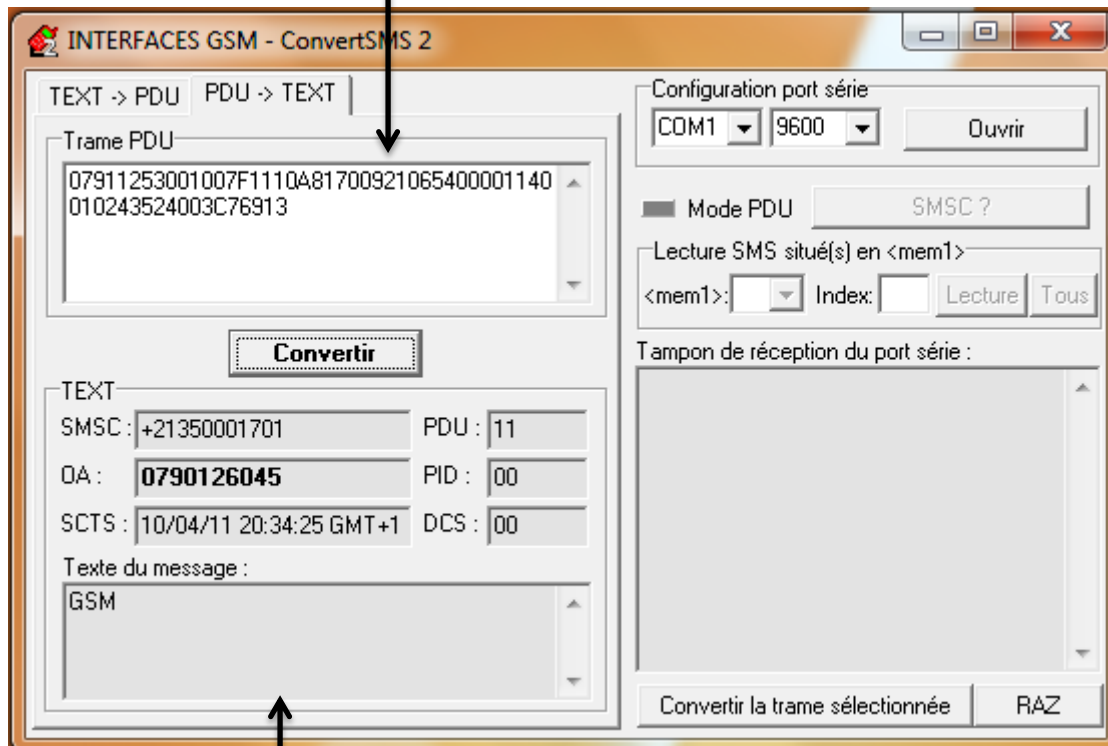 INTERFACES GSM - ConvertSMS 2
TEXT -> PDU PDU -> TEXT
Trame PDU
07911253001007F1110A81700921065400001140
010243524003C76913
Convertir
TEXT
SMSC : +21350001701 PDU : 11
OA : 0790126045 PID : 00
SCTS : 10/04/11 20:34:25 GMT+1 DCS : 00
Texte du message :
GSM
Configuration port série
COM1 9600 Ouvrir
Mode PDU SMSC ?
Lecture SMS situé(s) en <mem1>
<mem1>: Index: Lecture Tous
Tampon de réception du port série :
Convertir la trame sélectionnée RAZ